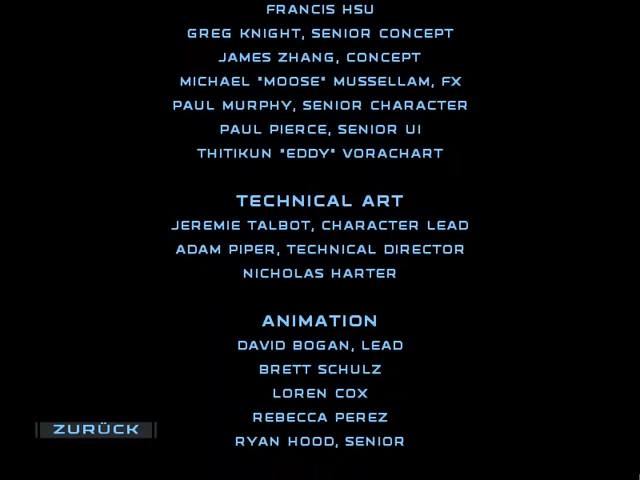 FRANCIS HSU
GREG KNIGHT, SENIOR CONCEPT
JAMES ZHANG, CONCEPT
MICHAEL "MOOSE" MUSSELLAM, FX
PAUL MURPHY, SENIOR CHARACTER
PAUL PIERCE, SENIOR UI
THITIKUN "EDDY" VORACHART
TECHNICAL ART
JEREMIE TALBOT, CHARACTER LEAD
ADAM PIPER, TECHNICAL DIRECTOR
NICHOLAS HARTER
ANIMATION
DAVID BOGAN, LEAD
BRETT SCHULZ
LOREN COX
REBECCA PEREZ
ZURÜCK
RYAN HOOD, SENIOR